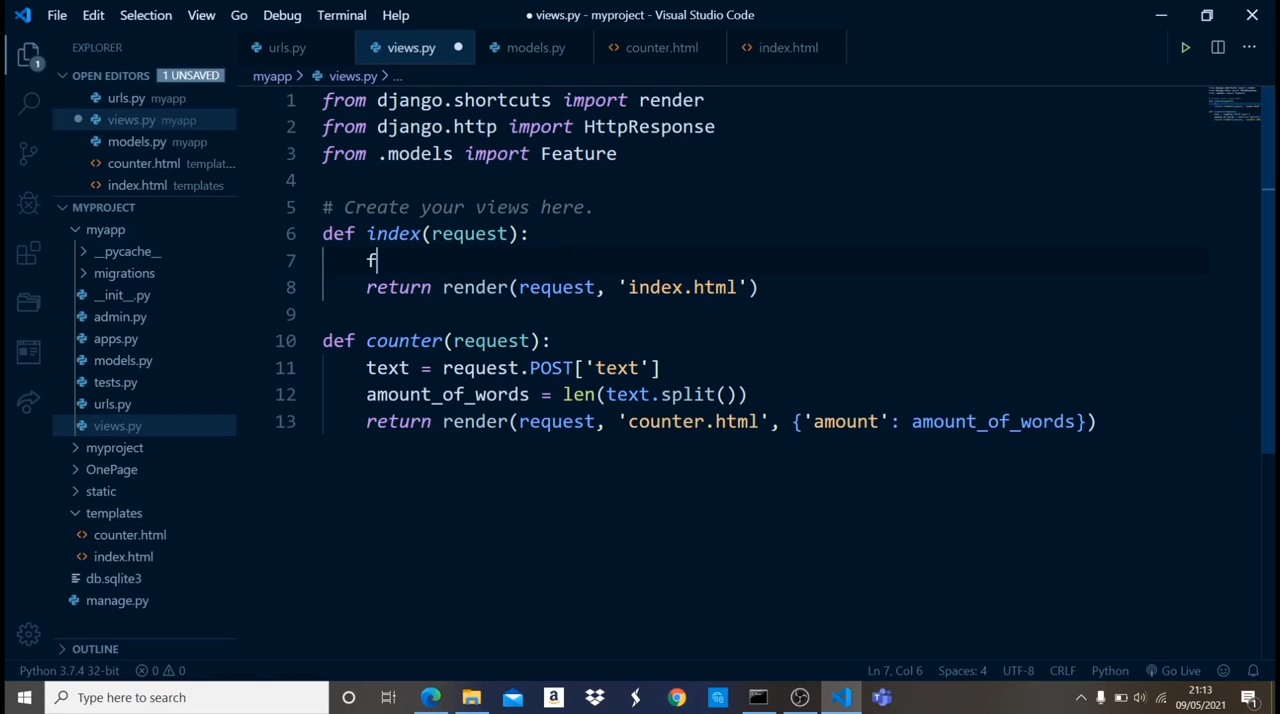 File Edit Selection View Go Debug Terminal Help
● views.py - myproject - Visual Studio Code
EXPLORER
urls.py views.py models.py counter.html index.html
OPEN EDITORS 1 UNSAVED
urls.py myapp
views.py myapp
models.py myapp
counter.html templat...
index.html templates
MYPROJECT
myapp
__pycache__
migrations
__init__.py
admin.py
apps.py
models.py
tests.py
urls.py
views.py
myproject
OnePage
static
templates
counter.html
index.html
db.sqlite3
manage.py
OUTLINE
1
myapp > views.py > ...
1 from django.shortcuts import render
2 from django.http import HttpResponse
3 from .models import Feature
4
5 # Create your views here.
6 def index(request):
7 f
8 return render(request, 'index.html')
9
10 def counter(request):
11 text = request.POST['text']
12 amount_of_words = len(text.split())
13 return render(request, 'counter.html', {'amount': amount_of_words})
Python 3.7.4 32-bit 0 0 Ln 7, Col 6 Spaces: 4 UTF-8 CRLF Python Go Live
Type here to search
21:13
09/05/2021
1